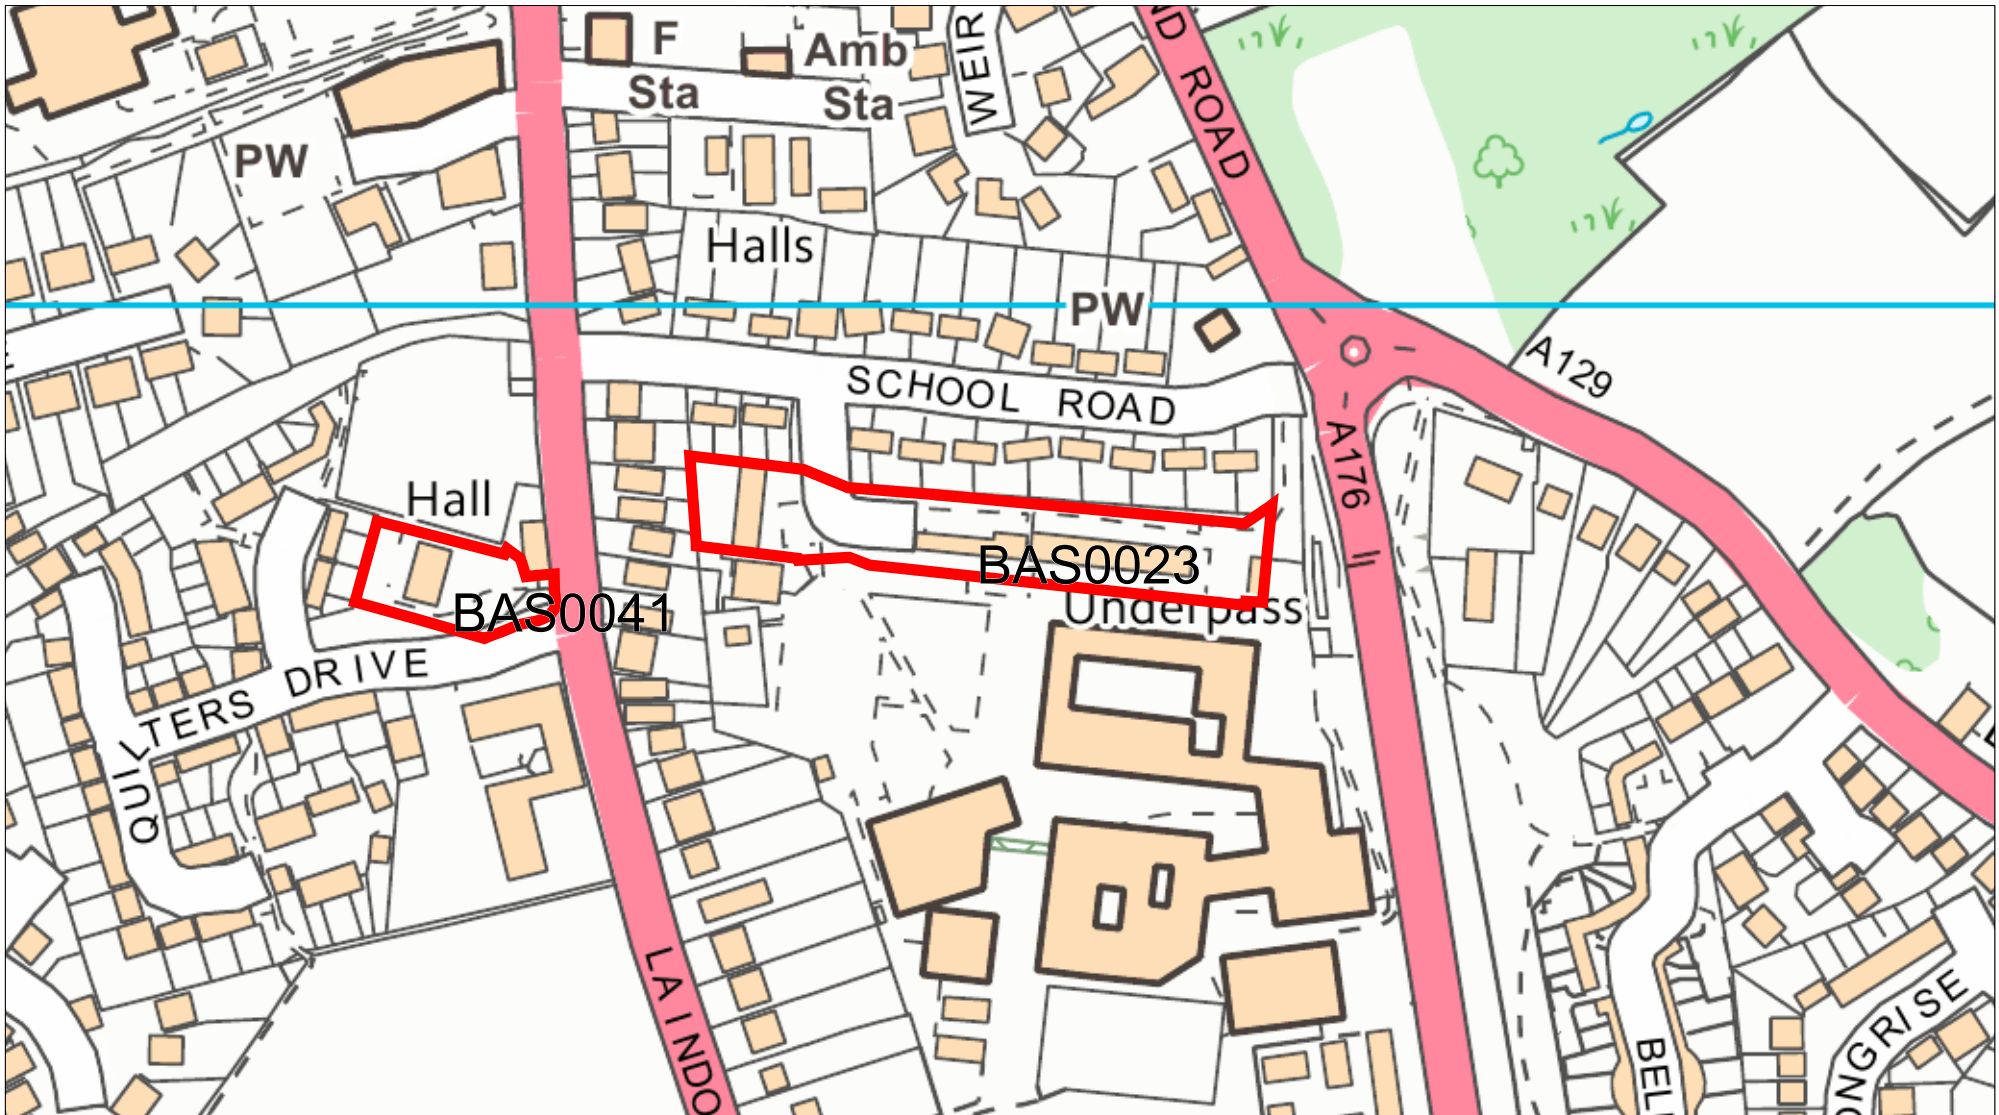 F
Sta
Amb
Sta
WEIR
ND ROAD
PW
Halls
PW
SCHOOL ROAD
A129
A176
Hall
BAS0023
Underpass
BAS0041
QUILTERS DRIVE
LAINDO
BEL
ONGRISE